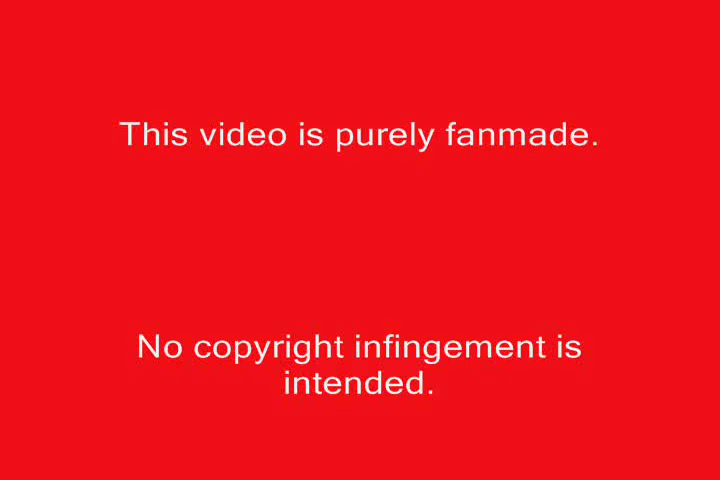 This video is purely fanmade.
No copyright infingement is
intended.